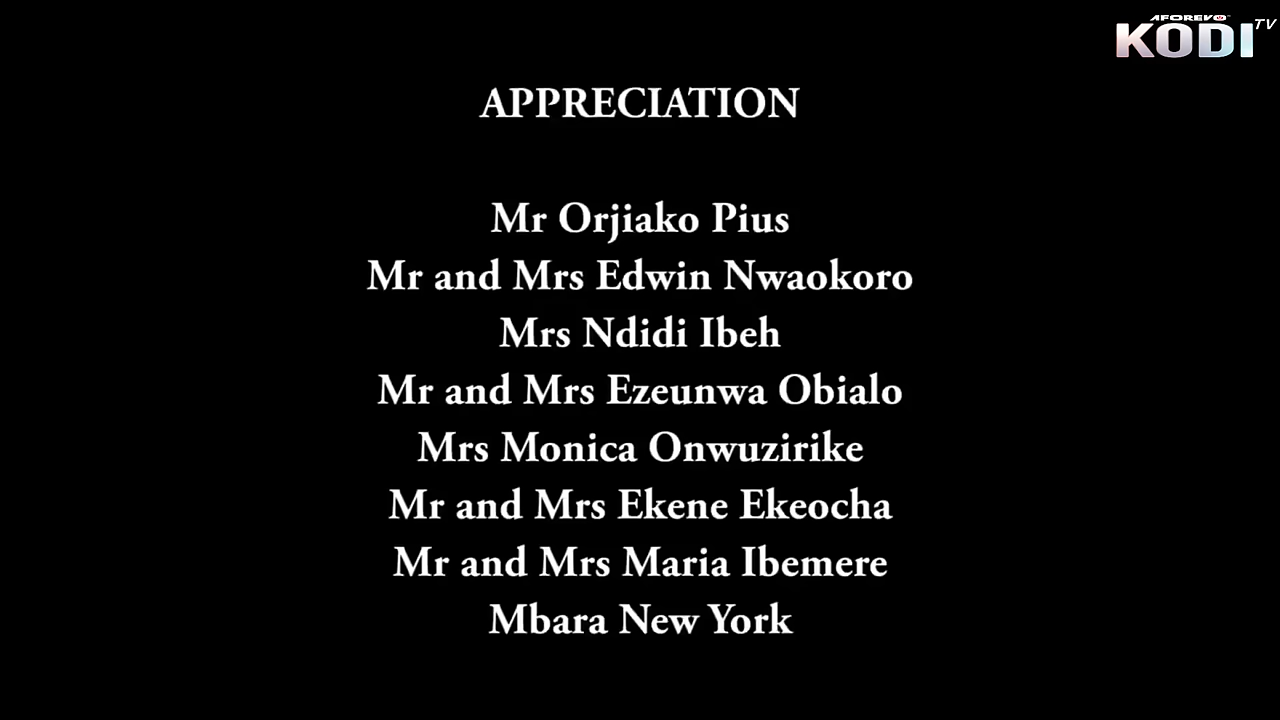 AFOREVO
KODI TV
APPRECIATION
Mr Orjiako Pius
Mr and Mrs Edwin Nwaokoro
Mrs Ndidi Ibeh
Mr and Mrs Ezeunwa Obialo
Mrs Monica Onwuzirike
Mr and Mrs Ekene Ekeocha
Mr and Mrs Maria Ibemere
Mbara New York